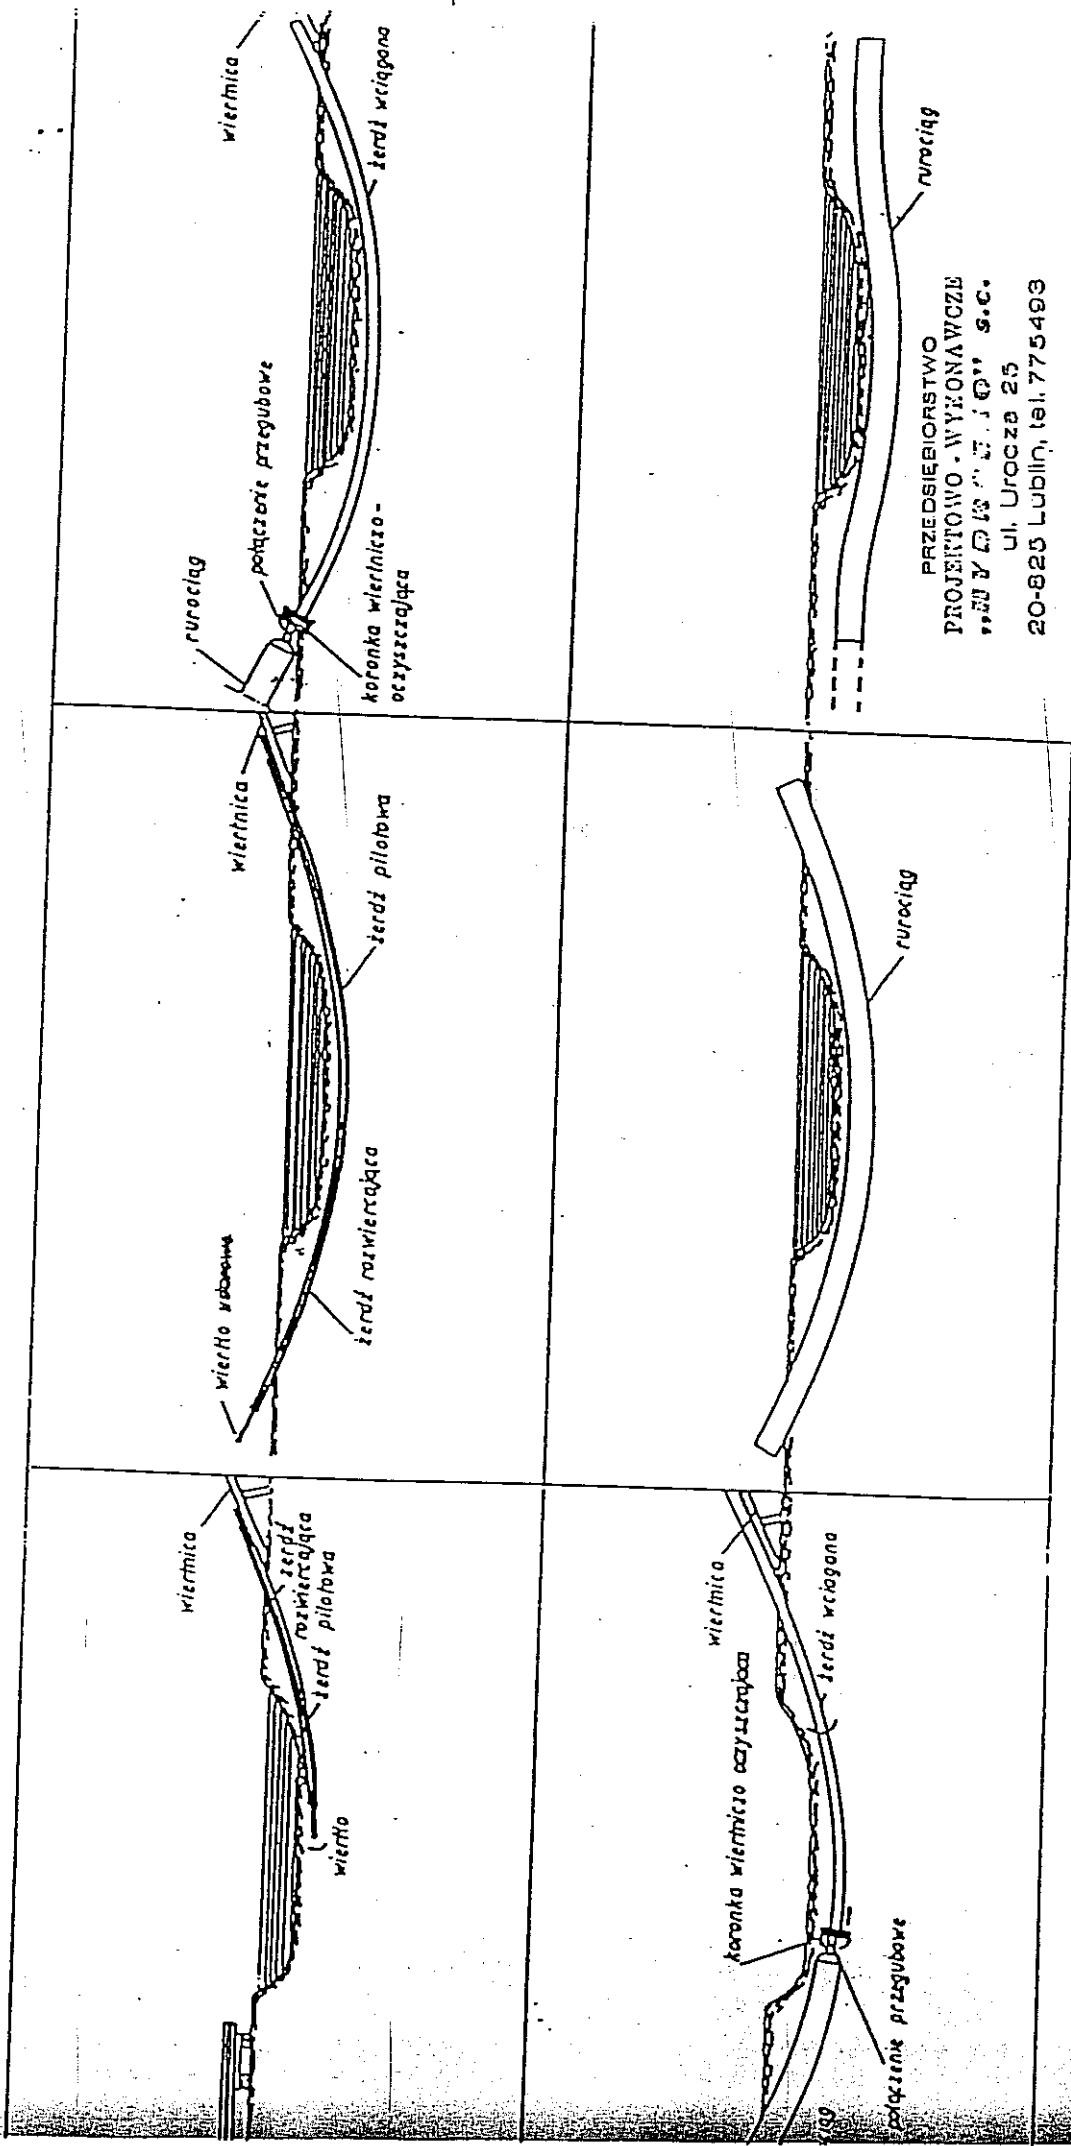 wiertnica
żerdź
rozwiercająca
żerdź pilotowa
wiertło
wiertło
wiertnica
żerdź pilotowa
żerdź rozwiercająca
rurociąg
połączenie przegubowe
koronka wiertniczo-
oczyszczająca
wiertnica
żerdź wciągana
koronka wiertniczo oczyszczająca
wiertnica
żerdź wciągana
połączenie przegubowe
rurociąg
rurociąg
PRZEDSIĘBIORSTWO
PROJEKTOWO-WYKONAWCZE
s.c.
ul. Urocza 25
20-825 Lublin, tel. 775493